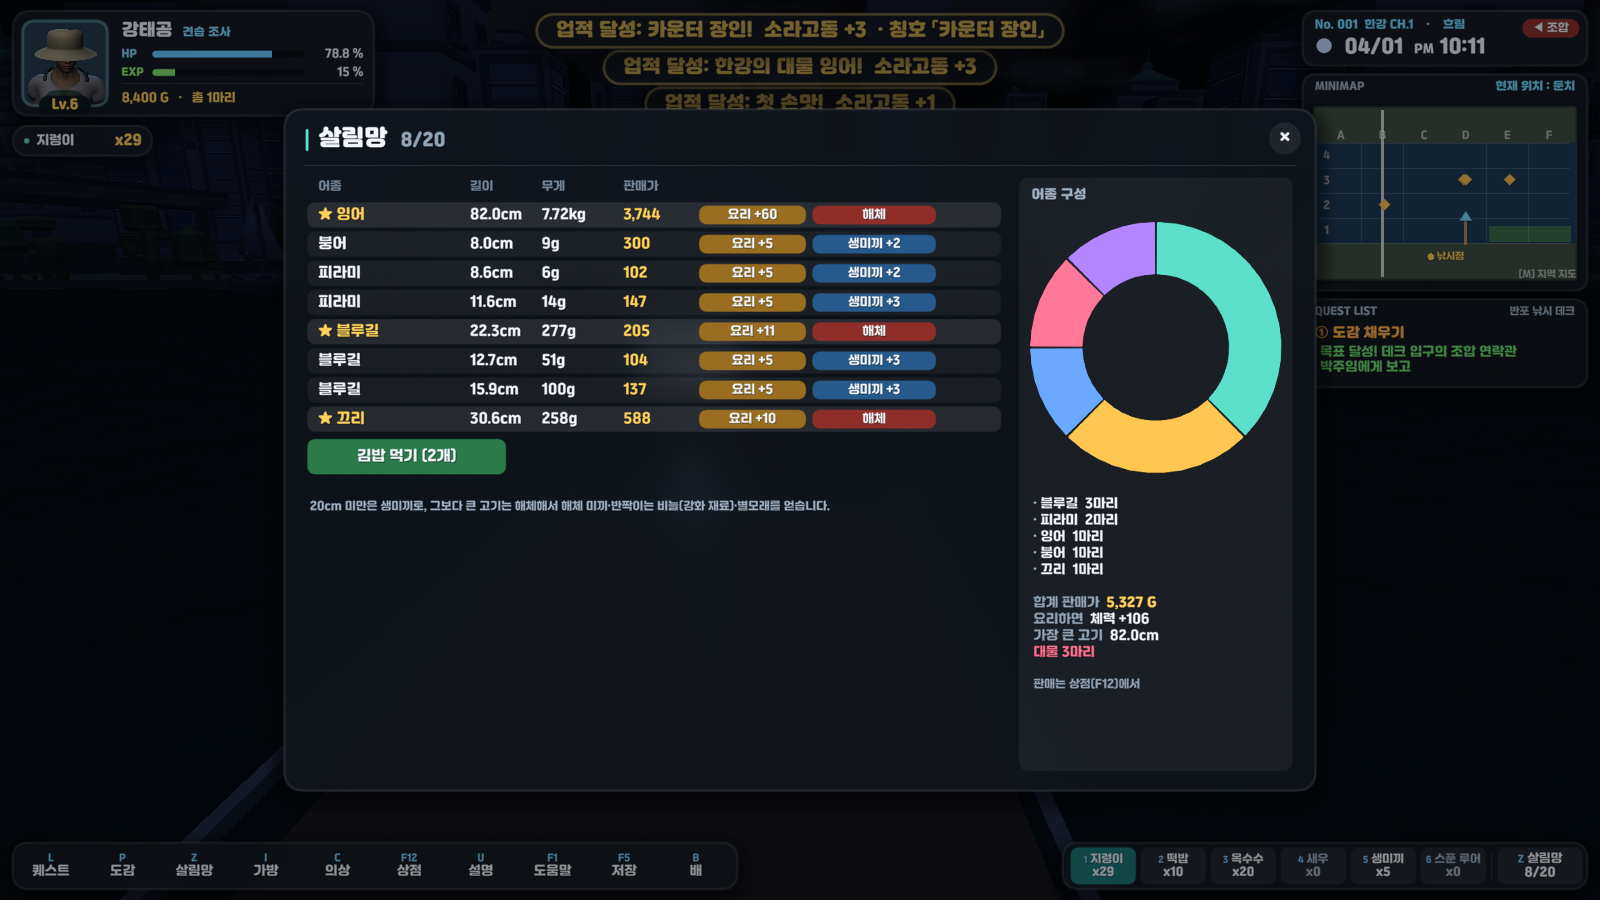 강태공 견습 조사
HP 78.8 %
EXP 15 %
Lv.6
8,400 G · 총 1마리
지렁이 x29
업적 달성: 카운터 장인! 소라고동 +3 · 칭호 「카운터 장인」
업적 달성: 한강의 대물 잉어! 소라고동 +3
업적 달성: 첫 손맛! 소라고동 +1
No. 001 한강 CH.1 · 흐림
◀ 조합
04/01 PM 10:11
MINIMAP 현재 위치 : 둔치
A B C D E F
4
3
2
1
낚시점
[M] 지역 지도
QUEST LIST 반포 낚시 데크
① 도감 채우기
목표 달성! 데크 입구의 조합 연락관
박주임에게 보고
살림망 8/20
×
어종 길이 무게 판매가
★ 잉어 82.0cm 7.72kg 3,744 요리 +60 해체
붕어 8.0cm 9g 300 요리 +5 생미끼 +2
피라미 8.6cm 6g 102 요리 +5 생미끼 +2
피라미 11.6cm 14g 147 요리 +5 생미끼 +3
★ 블루길 22.3cm 277g 205 요리 +11 해체
블루길 12.7cm 51g 104 요리 +5 생미끼 +3
블루길 15.9cm 100g 137 요리 +5 생미끼 +3
★ 끄리 30.6cm 258g 588 요리 +10 해체
김밥 먹기 (2개)
20cm 미만은 생미끼로, 그보다 큰 고기는 해체해서 해체 미끼·반짝이는 비늘(강화 재료)·별모래를 얻습니다.
어종 구성
· 블루길 3마리
· 피라미 2마리
· 잉어 1마리
· 붕어 1마리
· 끄리 1마리
합계 판매가 5,327 G
요리하면 체력 +106
가장 큰 고기 82.0cm
대물 3마리
판매는 상점(F12)에서
L 퀘스트
P 도감
Z 살림망
I 가방
C 의상
F12 상점
U 설명
F1 도움말
F5 저장
B 배
1 지렁이 x29
2 떡밥 x10
3 옥수수 x20
4 새우 x0
5 생미끼 x5
6 스푼 루어 x0
Z 살림망 8/20